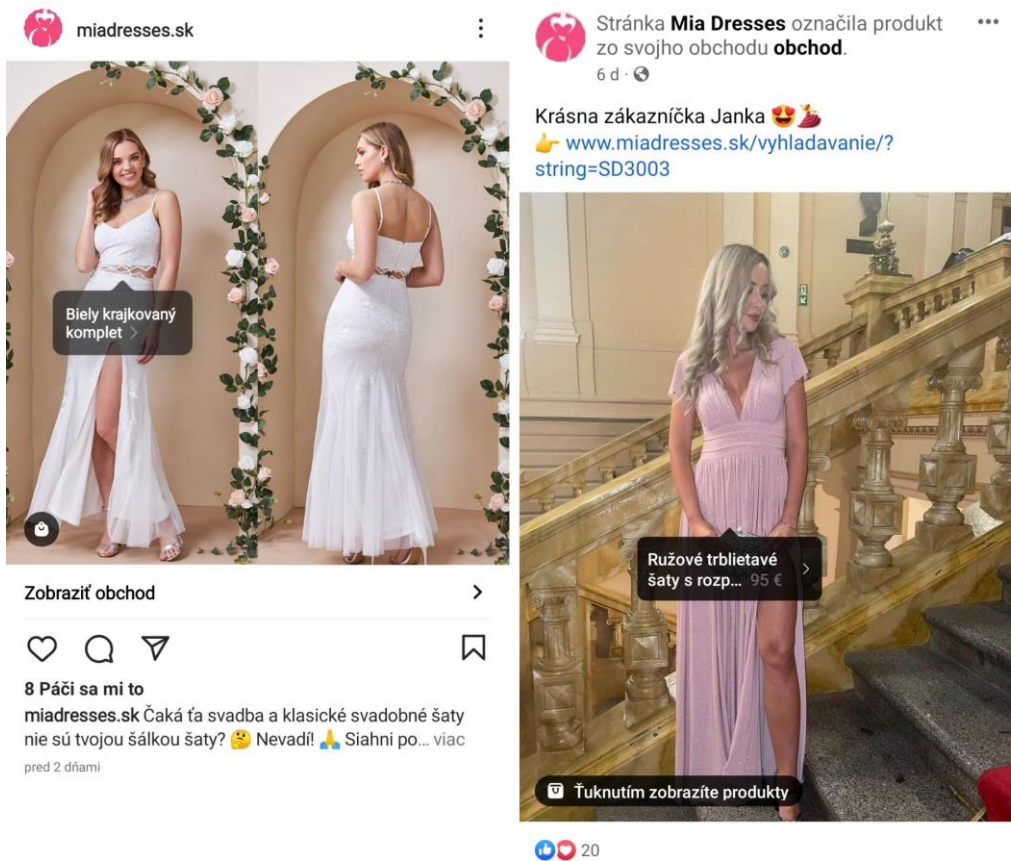 miadresses.sk
Biely krajkovaný
komplet
Zobraziť obchod
8 Páči sa mi to
miadresses.sk Čaká ťa svadba a klasické svadobné šaty
nie sú tvojou šálkou šaty? 🤔 Nevadí! 🙏 Siahni po... viac
pred 2 dňami
Stránka Mia Dresses označila produkt
zo svojho obchodu obchod.
6 d ·
Krásna zákazníčka Janka 😍💃
👉 www.miadresses.sk/vyhladavanie/?
string=SD3003
Ružové trblietavé
šaty s rozp... 95 €
Ťuknutím zobrazíte produkty
20